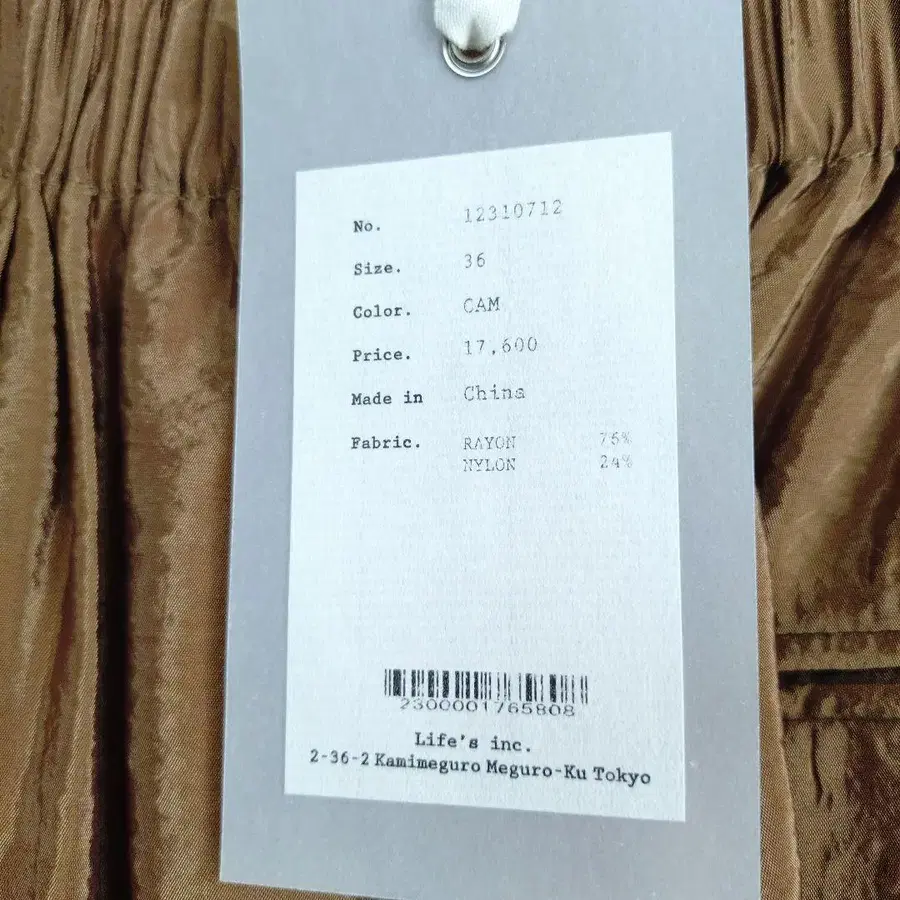 No. 12310712
Size. 36
Color. CAM
Price. 17,600
Made in China
Fabric. RAYON 76%
NYLON 24%
2300001765808
Life's inc.
2-36-2 Kamimeguro Meguro-Ku Tokyo